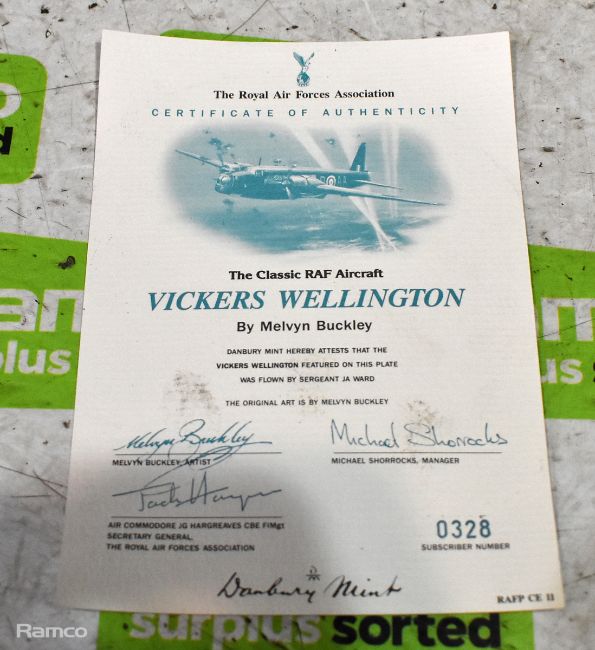 The Royal Air Forces Association
CERTIFICATE OF AUTHENTICITY
The Classic RAF Aircraft
VICKERS WELLINGTON
By Melvyn Buckley
DANBURY MINT HEREBY ATTESTS THAT THE
VICKERS WELLINGTON FEATURED ON THIS PLATE
WAS FLOWN BY SERGEANT JA WARD
THE ORIGINAL ART IS BY MELVYN BUCKLEY
Melvyn Buckley
MELVYN BUCKLEY, ARTIST
Michael Shorrocks
MICHAEL SHORROCKS, MANAGER
AIR COMMODORE JG HARGREAVES CBE FIMgt
SECRETARY GENERAL,
THE ROYAL AIR FORCES ASSOCIATION
0328
SUBSCRIBER NUMBER
Danbury Mint
RAFP CE II
Ramco
surplus sorted
plus
sorted